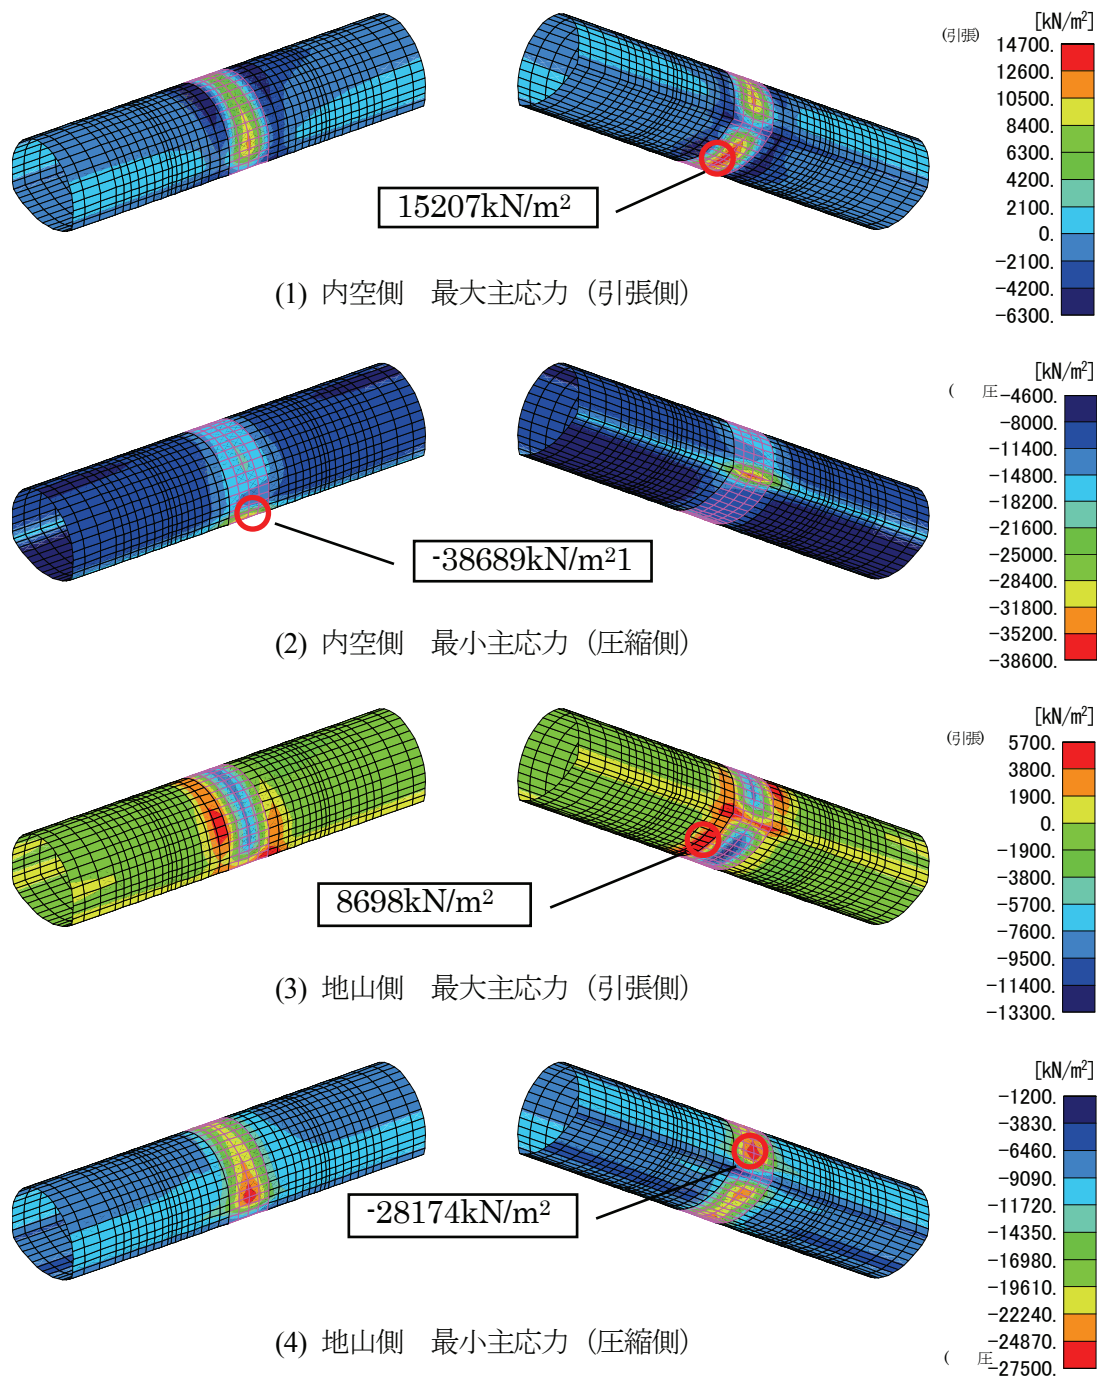 [kN/m²]
(引張)
14700.
12600.
10500.
8400.
6300.
4200.
2100.
0.
-2100.
-4200.
-6300.
15207kN/m²
(1) 内空側　最大主応力（引張側）
[kN/m²]
(　圧
-4600.
-8000.
-11400.
-14800.
-18200.
-21600.
-25000.
-28400.
-31800.
-35200.
-38600.
-38689kN/m²1
(2) 内空側　最小主応力（圧縮側）
[kN/m²]
(引張)
5700.
3800.
1900.
0.
-1900.
-3800.
-5700.
-7600.
-9500.
-11400.
-13300.
8698kN/m²
(3) 地山側　最大主応力（引張側）
[kN/m²]
-1200.
-3830.
-6460.
-9090.
-11720.
-14350.
-16980.
-19610.
-22240.
-24870.
(　圧
-27500.
-28174kN/m²
(4) 地山側　最小主応力（圧縮側）